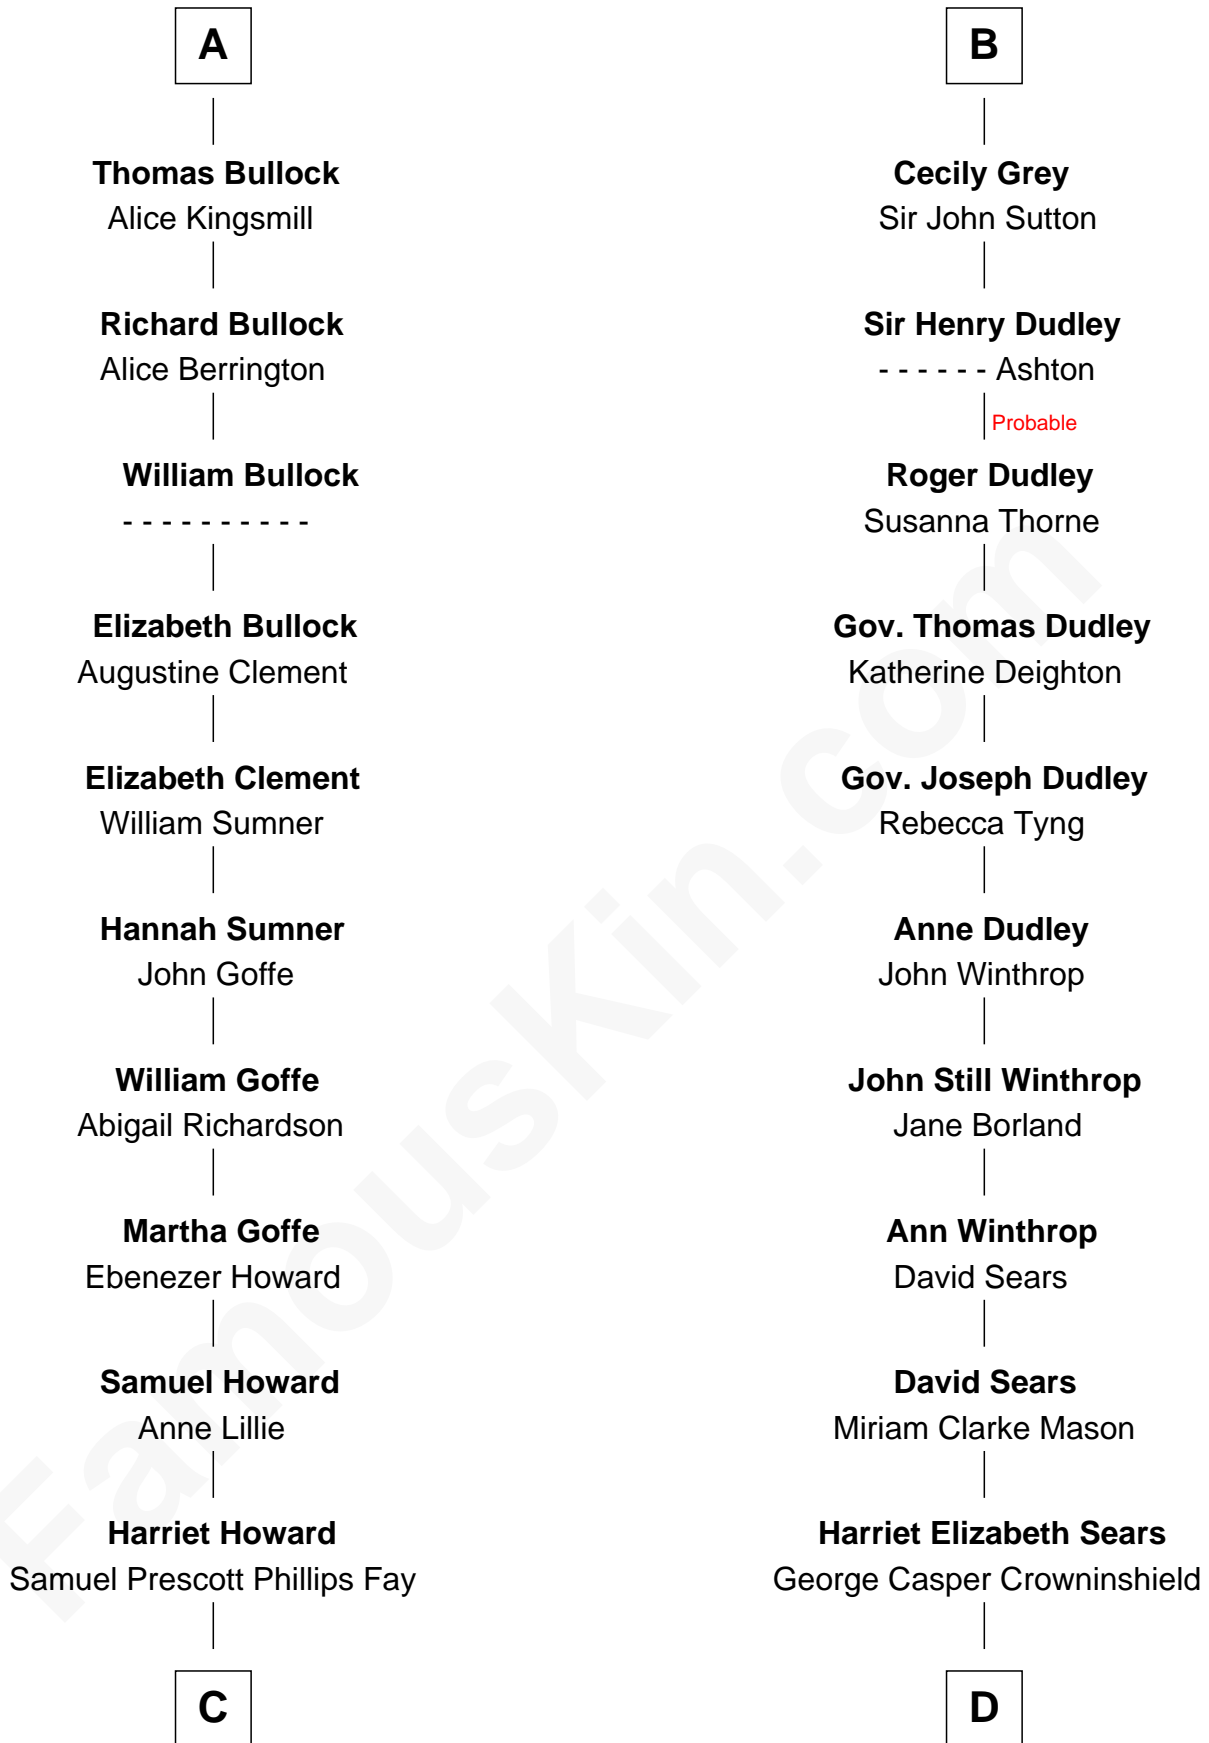 A
Thomas Bullock
Alice Kingsmill
Richard Bullock
Alice Berrington
William Bullock
- - - - - - - - - -
Elizabeth Bullock
Augustine Clement
Elizabeth Clement
William Sumner
Hannah Sumner
John Goffe
William Goffe
Abigail Richardson
Martha Goffe
Ebenezer Howard
Samuel Howard
Anne Lillie
Harriet Howard
Samuel Prescott Phillips Fay
C
B
Cecily Grey
Sir John Sutton
Sir Henry Dudley
- - - - - - Ashton
Probable
Roger Dudley
Susanna Thorne
Gov. Thomas Dudley
Katherine Deighton
Gov. Joseph Dudley
Rebecca Tyng
Anne Dudley
John Winthrop
John Still Winthrop
Jane Borland
Ann Winthrop
David Sears
David Sears
Miriam Clarke Mason
Harriet Elizabeth Sears
George Casper Crowninshield
D
FamousKin.com